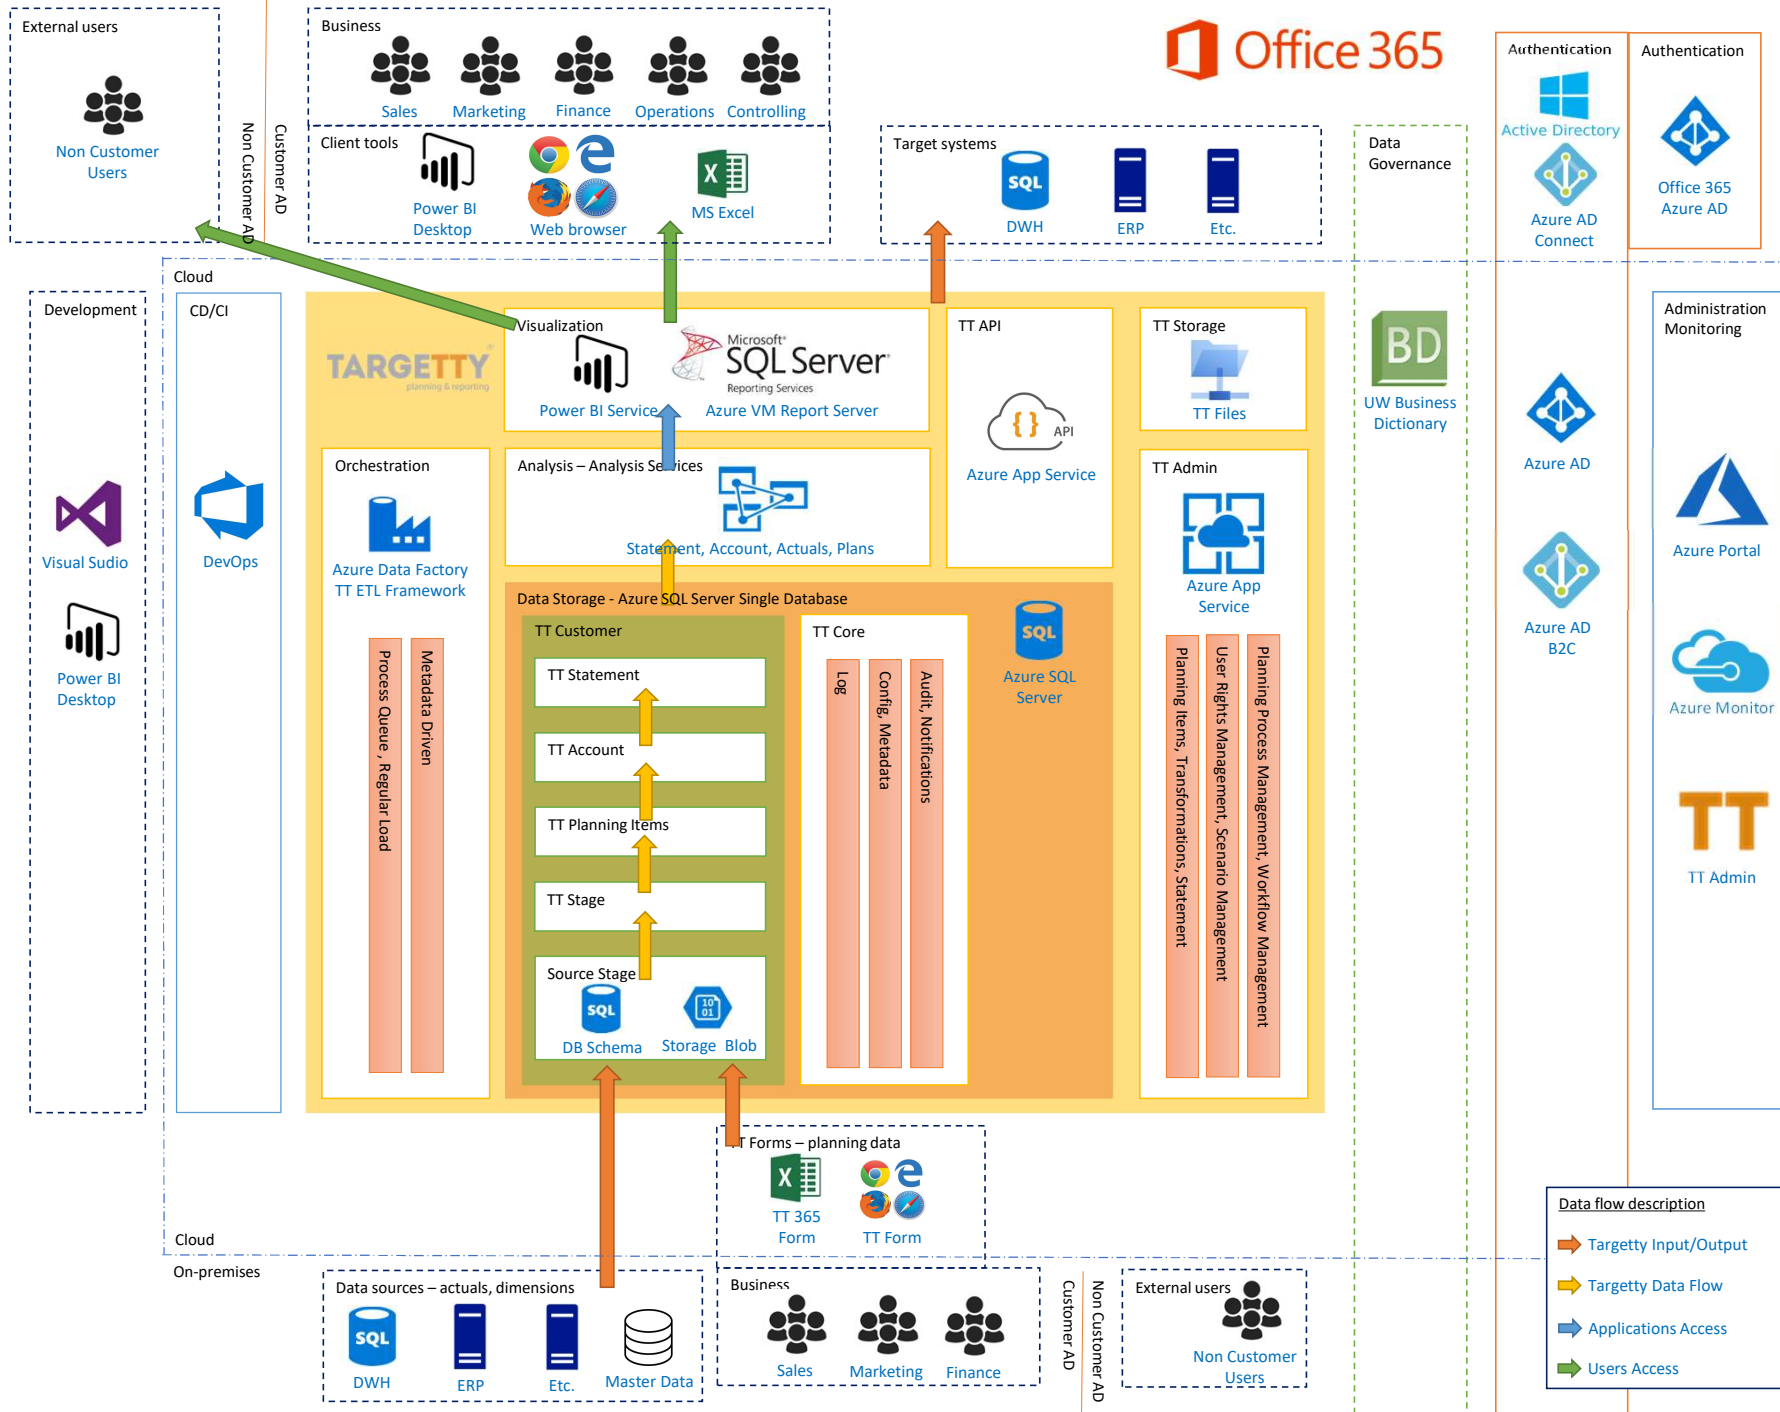 External users
Non Customer
Users
Non Customer AD
Customer AD
Business
Sales
Marketing
Finance
Operations
Controlling
Client tools
Power BI
Desktop
Web browser
X
MS Excel
Office 365
Target systems
SQL
DWH
ERP
Etc.
Data
Governance
Authentication
Active Directory
Azure AD
Connect
Authentication
Office 365
Azure AD
Cloud
Development
Visual Sudio
Power BI
Desktop
CD/CI
DevOps
TARGETTY
planning & reporting
Visualization
Power BI Service
Microsoft®
SQL Server®
Reporting Services
Azure VM Report Server
TT API
{ } API
Azure App Service
TT Storage
TT Files
BD
UW Business
Dictionary
Azure AD
Azure AD
B2C
Administration
Monitoring
Azure Portal
Azure Monitor
TT
TT Admin
Orchestration
Azure Data Factory
TT ETL Framework
Process Queue , Regular Load
Metadata Driven
Analysis – Analysis Services
Statement, Account, Actuals, Plans
Data Storage - Azure SQL Server Single Database
TT Customer
TT Statement
TT Account
TT Planning Items
TT Stage
Source Stage
SQL
DB Schema
10
01
Storage Blob
TT Core
Log
Config, Metadata
Audit, Notifications
SQL
Azure SQL
Server
TT Admin
Azure App
Service
Planning Items, Transformations, Statement
User Rights Management, Scenario Management
Planning Process Management, Workflow Management
TT Forms – planning data
X
TT 365
Form
TT Form
Cloud
On-premises
Data sources – actuals, dimensions
SQL
DWH
ERP
Etc.
Master Data
Business
Sales
Marketing
Finance
Customer AD
Non Customer AD
External users
Non Customer
Users
Data flow description
Targetty Input/Output
Targetty Data Flow
Applications Access
Users Access